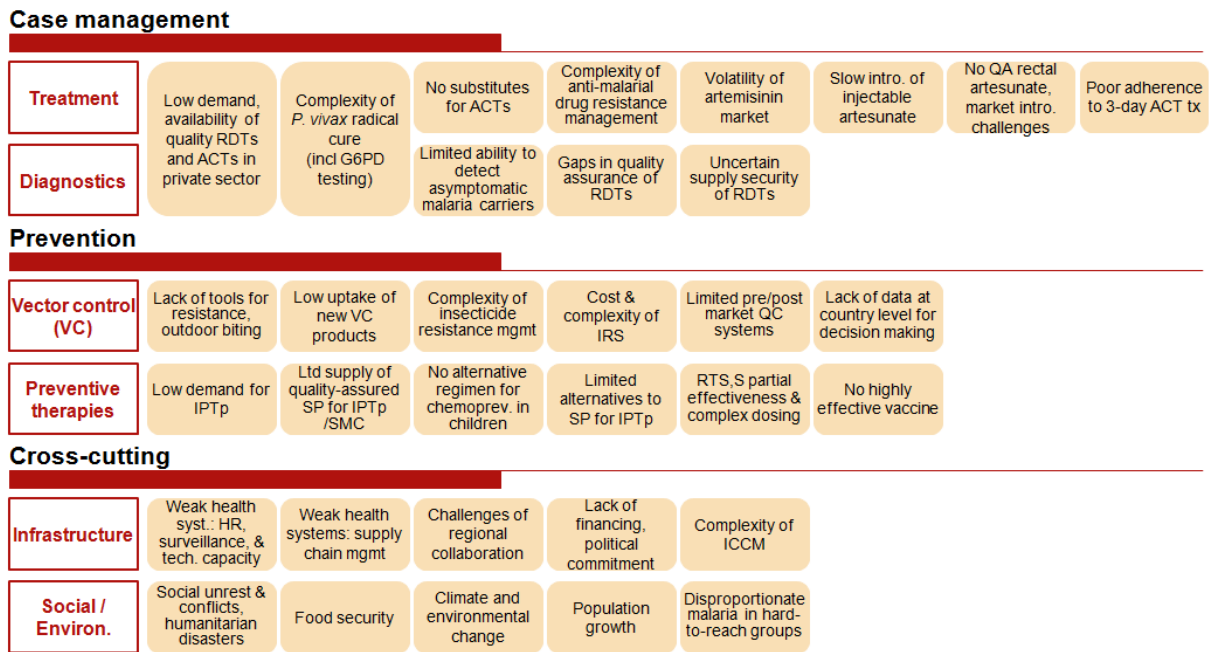 Case management
Treatment
Low demand,
availability of
quality RDTs
and ACTs in
private sector
Complexity of
P. vivax radical
cure
(incl G6PD
testing)
No substitutes
for ACTs
Complexity of
anti-malarial
drug resistance
management
Volatility of
artemisinin
market
Slow intro. of
injectable
artesunate
No QA rectal
artesunate,
market intro.
challenges
Poor adherence
to 3-day ACT tx
Diagnostics
Limited ability to
detect
asymptomatic
malaria carriers
Gaps in quality
assurance of
RDTs
Uncertain
supply security
of RDTs
Prevention
Vector control
(VC)
Lack of tools for
resistance,
outdoor biting
Low uptake of
new VC
products
Complexity of
insecticide
resistance mgmt
Cost &
complexity of
IRS
Limited pre/post
market QC
systems
Lack of data at
country level for
decision making
Preventive
therapies
Low demand for
IPTp
Ltd supply of
quality-assured
SP for IPTp
/SMC
No alternative
regimen for
chemoprev. in
children
Limited
alternatives to
SP for IPTp
RTS,S partial
effectiveness &
complex dosing
No highly
effective vaccine
Cross-cutting
Infrastructure
Weak health
syst.: HR,
surveillance, &
tech. capacity
Weak health
systems: supply
chain mgmt
Challenges of
regional
collaboration
Lack of
financing,
political
commitment
Complexity of
ICCM
Social /
Environ.
Social unrest &
conflicts,
humanitarian
disasters
Food security
Climate and
environmental
change
Population
growth
Disproportionate
malaria in hard-
to-reach groups